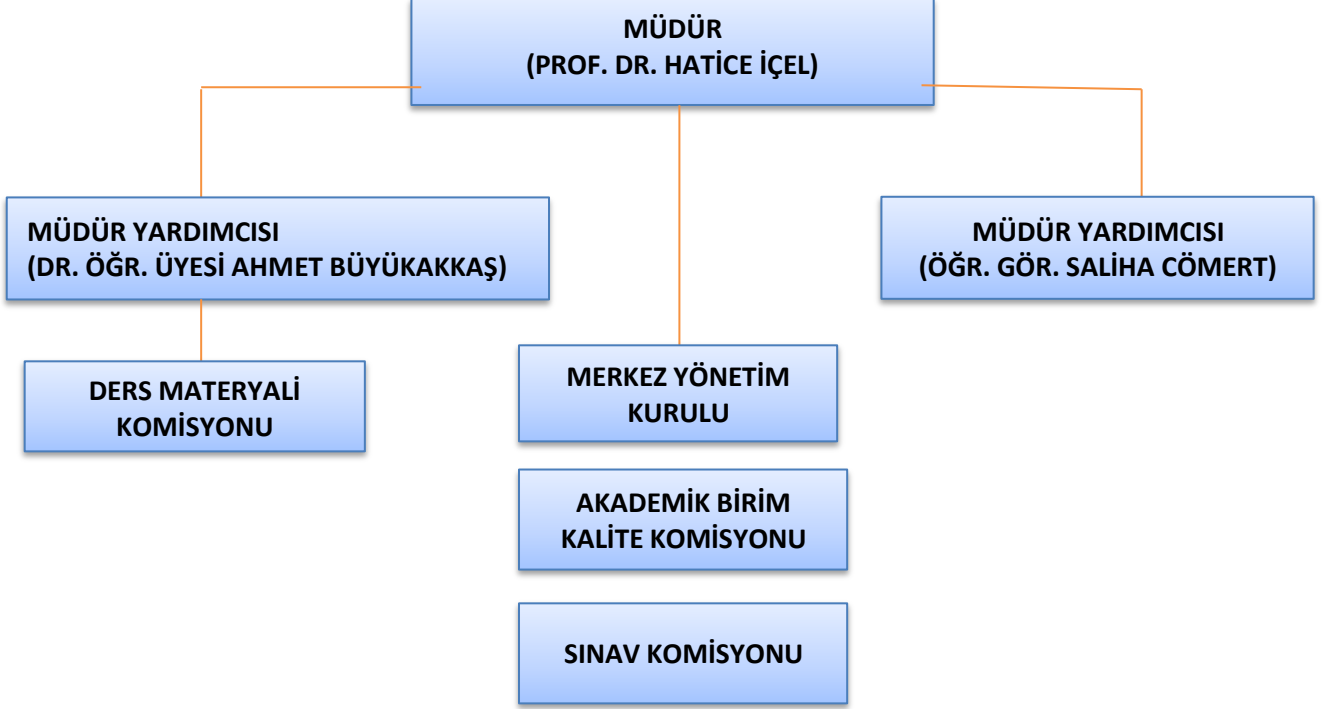 MÜDÜR
(PROF. DR. HATİCE İÇEL)
MÜDÜR YARDIMCISI
(DR. ÖĞR. ÜYESİ AHMET BÜYÜKAKKAŞ)
MÜDÜR YARDIMCISI
(ÖĞR. GÖR. SALİHA CÖMERT)
DERS MATERYALİ
KOMİSYONU
MERKEZ YÖNETİM
KURULU
AKADEMİK BİRİM
KALİTE KOMİSYONU
SINAV KOMİSYONU